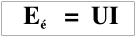 Eé = UI